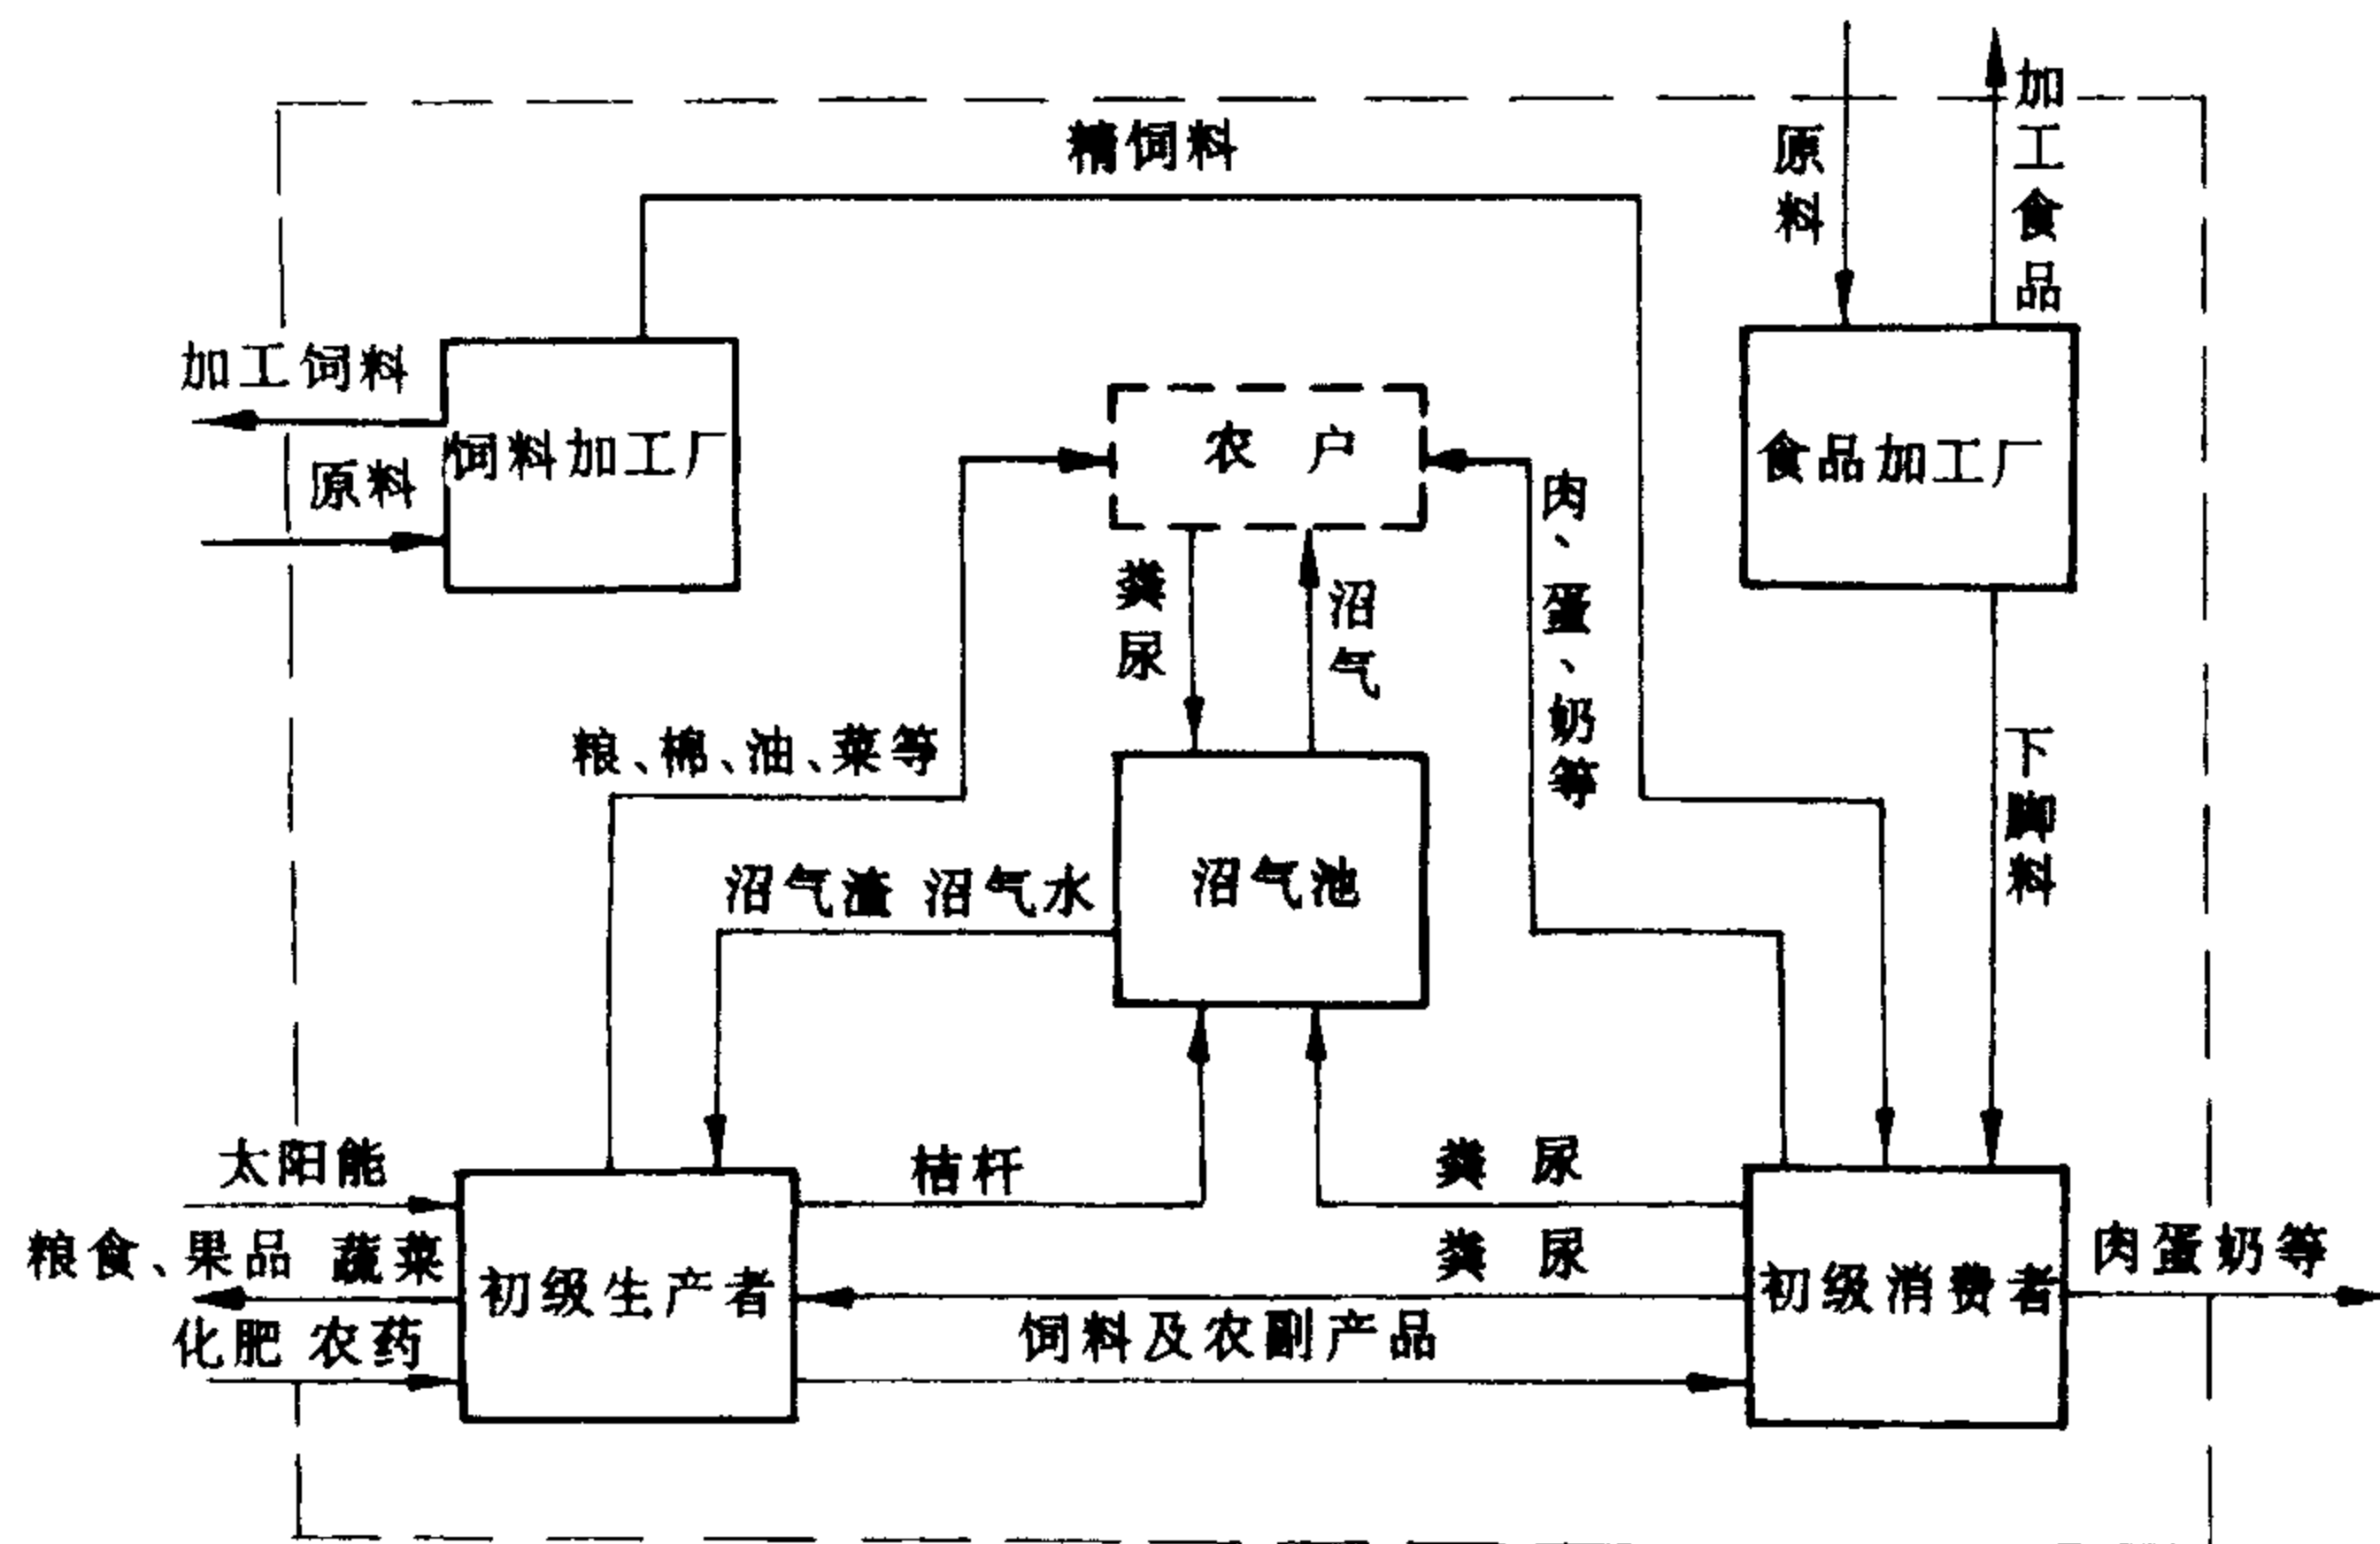 精饲料
原料
加工食品
加工饲料
原料
饲料加工厂
农户
食品加工厂
粪尿
沼气
肉、蛋、奶等
粮、棉、油、菜等
下脚料
沼气渣 沼气水
沼气池
太阳能
桔杆
粪尿
粮食、果品 蔬菜
初级生产者
粪尿
初级消费者
肉蛋奶等
化肥 农药
饲料及农副产品